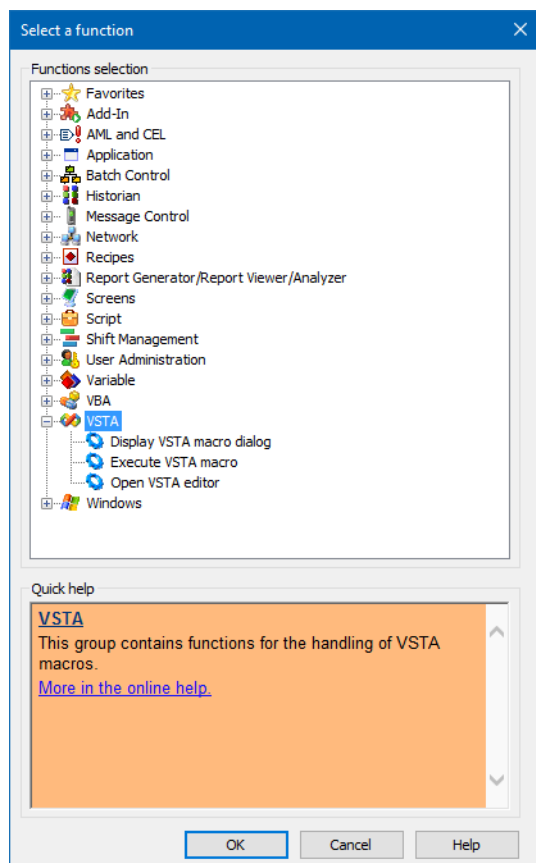 Select a function
Functions selection
Favorites
Add-In
AML and CEL
Application
Batch Control
Historian
Message Control
Network
Recipes
Report Generator/Report Viewer/Analyzer
Screens
Script
Shift Management
User Administration
Variable
VBA
VSTA
Display VSTA macro dialog
Execute VSTA macro
Open VSTA editor
Windows
Quick help
VSTA
This group contains functions for the handling of VSTA
macros.
More in the online help.
OK Cancel Help